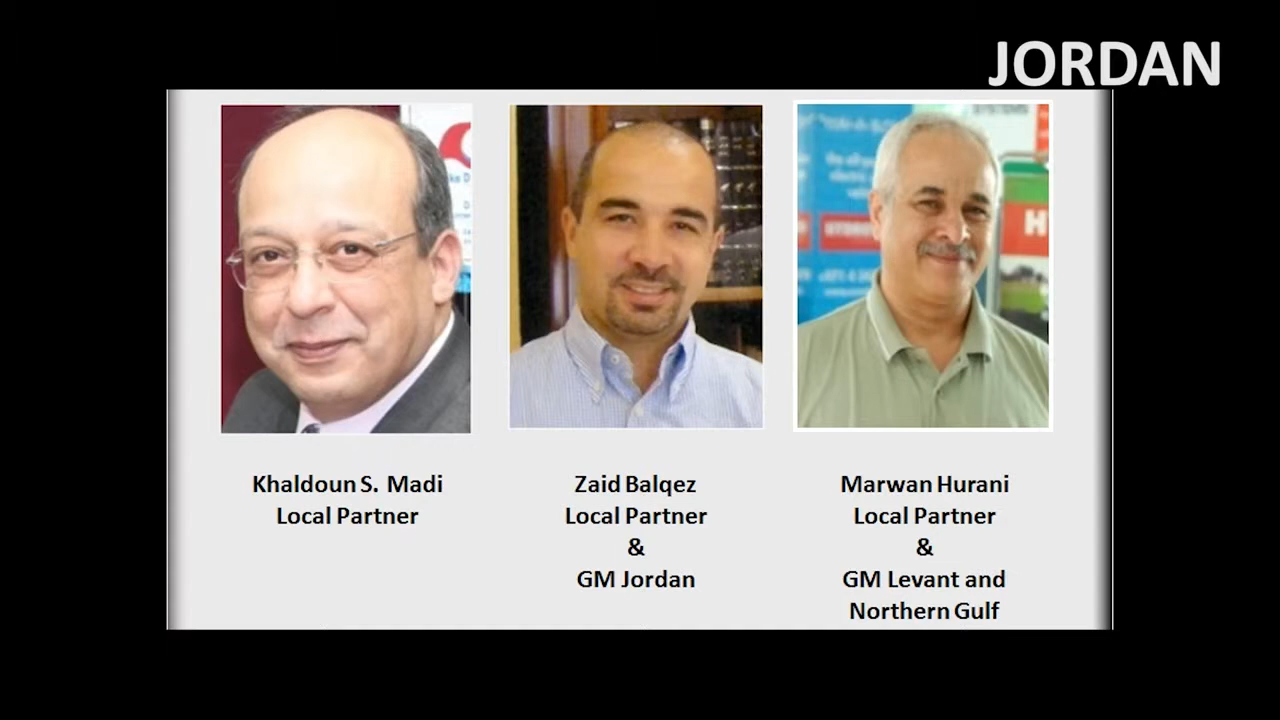 JORDAN
Khaldoun S. Madi
Local Partner
Zaid Balqez
Local Partner
&
GM Jordan
Marwan Hurani
Local Partner
&
GM Levant and
Northern Gulf